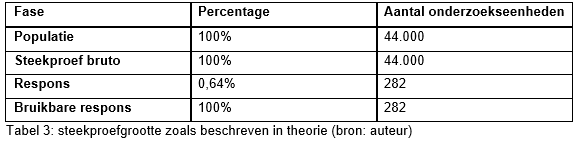 Fase Percentage Aantal onderzoekseenheden
Populatie 100% 44.000
Steekproef bruto 100% 44.000
Respons 0,64% 282
Bruikbare respons 100% 282
Tabel 3: steekproefgrootte zoals beschreven in theorie (bron: auteur)